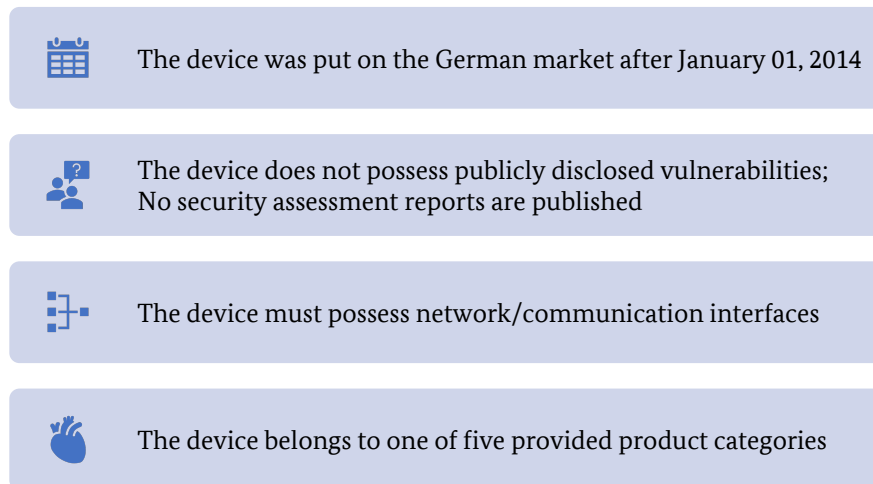 The device was put on the German market after January 01, 2014
?
The device does not possess publicly disclosed vulnerabilities;
No security assessment reports are published
The device must possess network/communication interfaces
The device belongs to one of five provided product categories